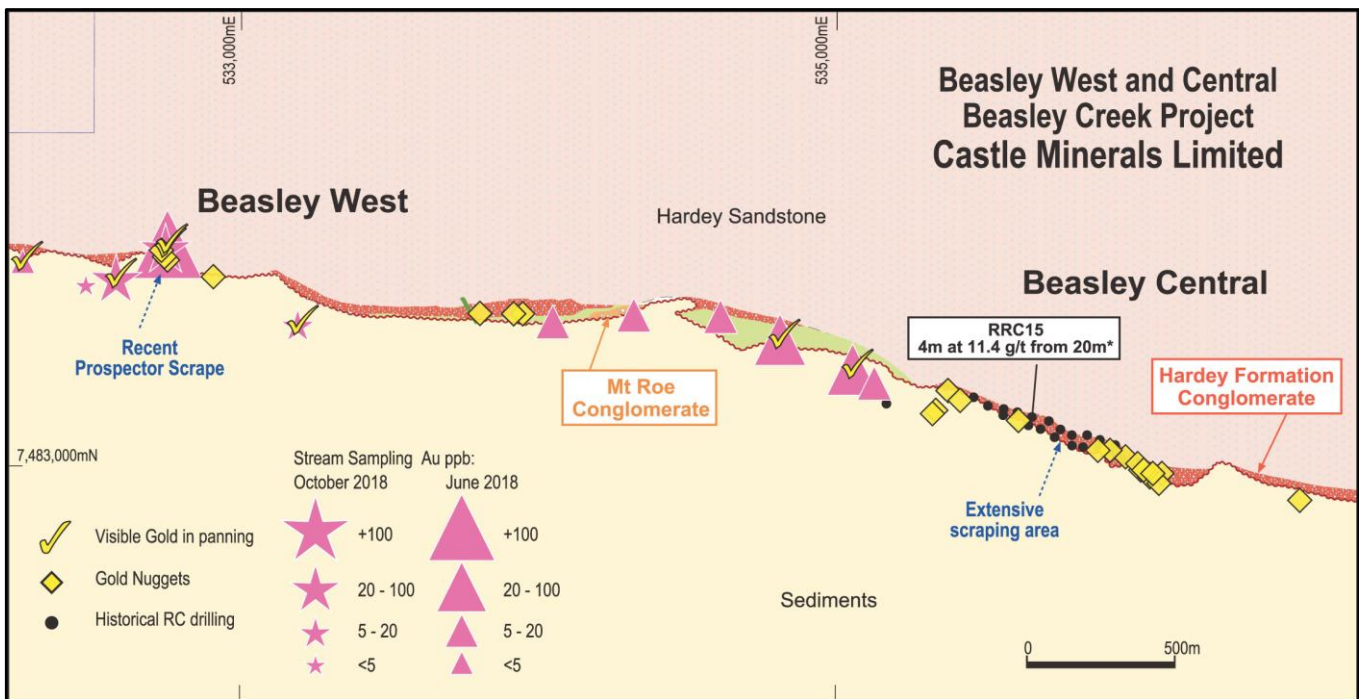 533,000mE
535,000mE
Beasley West and Central
Beasley Creek Project
Castle Minerals Limited
Beasley West
Hardey Sandstone
Beasley Central
RRC15
4m at 11.4 g/t from 20m*
Recent
Prospector Scrape
Mt Roe
Conglomerate
Hardey Formation
Conglomerate
7,483,000mN
Stream Sampling Au ppb:
October 2018 June 2018
Visible Gold in panning
+100 +100
Gold Nuggets
20 - 100 20 - 100
Historical RC drilling
5 - 20 5 - 20
<5 <5
Extensive
scraping area
Sediments
0 500m